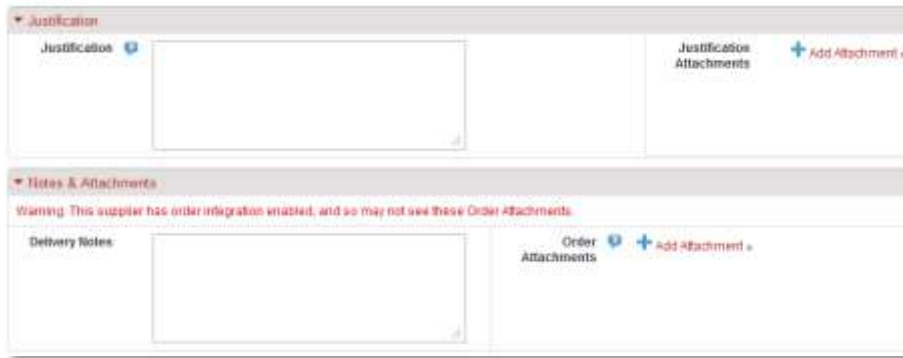 Justification
Justification
Justification
Attachments
Add Attachment
Notes & Attachments
Warning: This supplier has order integration enabled, and so may not see these Order Attachments.
Delivery Notes
Order
Attachments
Add Attachment